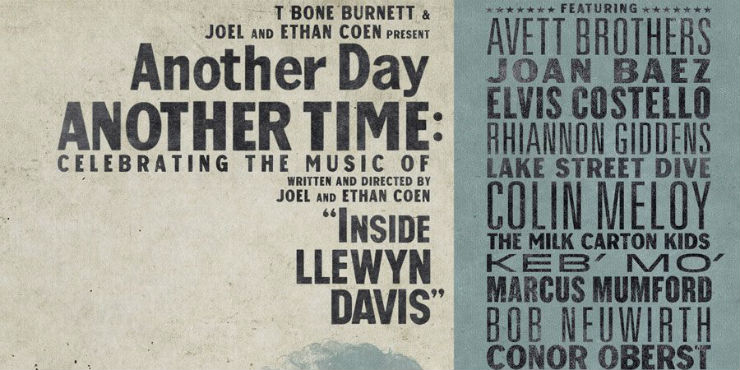 T BONE BURNETT &
JOEL AND ETHAN COEN PRESENT
Another Day
ANOTHER TIME:
CELEBRATING THE MUSIC OF
WRITTEN AND DIRECTED BY
JOEL AND ETHAN COEN
“INSIDE
LLEWYN
DAVIS”
★★★★★★★ FEATURING ★★★★★★★
AVETT BROTHERS
JOAN BAEZ
ELVIS COSTELLO
RHIANNON GIDDENS
LAKE STREET DIVE
COLIN MELOY
THE MILK CARTON KIDS
KEB’ MO’
MARCUS MUMFORD
BOB NEUWIRTH
CONOR OBERST